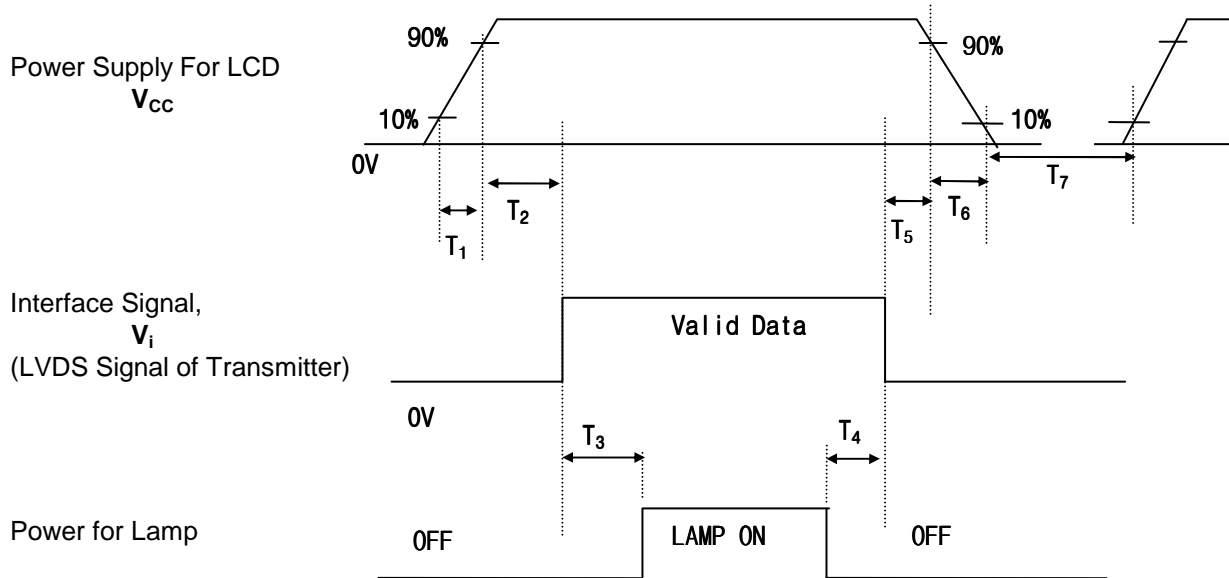 90%
90%
Power Supply For LCD
VCC
10%
10%
0V
T7
T2
T6
T5
T1
Interface Signal,
Vi
(LVDS Signal of Transmitter)
Valid Data
0V
T3
T4
Power for Lamp
OFF
LAMP ON
OFF